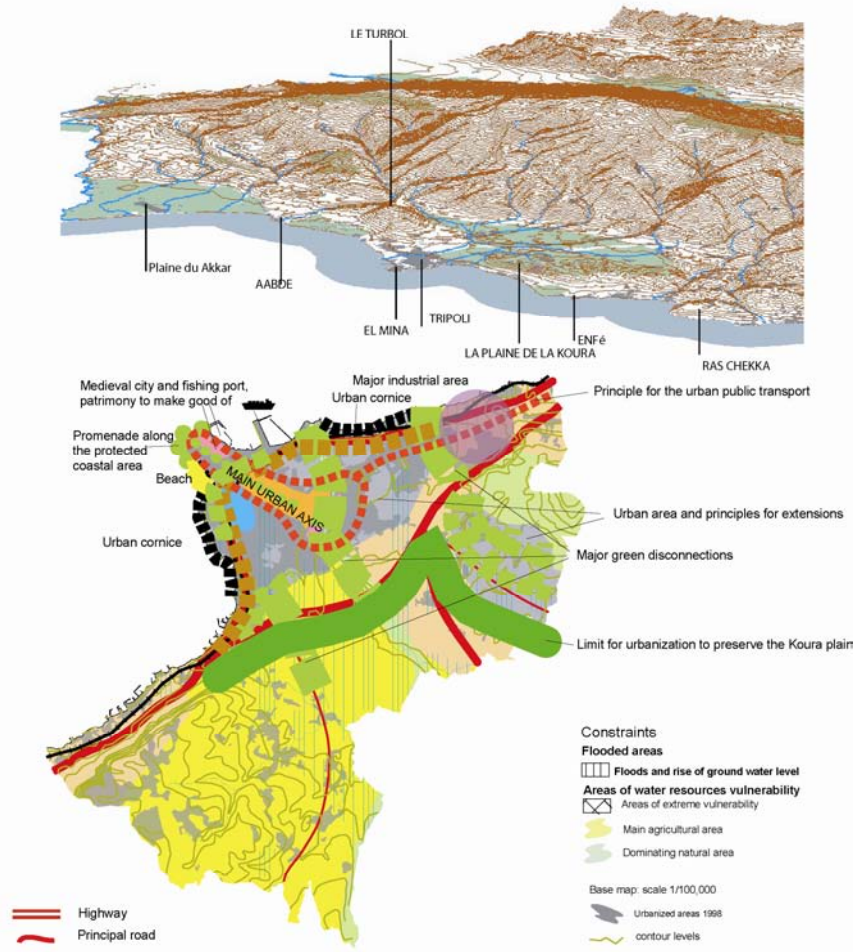 LE TURBOL
Plaine du Akkar
AABDE
EL MINA
TRIPOLI
LA PLAINE DE LA KOURA
ENFé
RAS CHEKKA
Medieval city and fishing port,
patrimony to make good of
Major industrial area
Urban cornice
Principle for the urban public transport
Promenade along
the protected
coastal area
Beach
MAIN URBAN AXIS
Urban cornice
Urban area and principles for extensions
Major green disconnections
Limit for urbanization to preserve the Koura plain
Constraints
Flooded areas
Floods and rise of ground water level
Areas of water resources vulnerability
Areas of extreme vulnerability
Main agricultural area
Dominating natural area
Base map: scale 1/100,000
Urbanized areas 1998
contour levels
Highway
Principal road